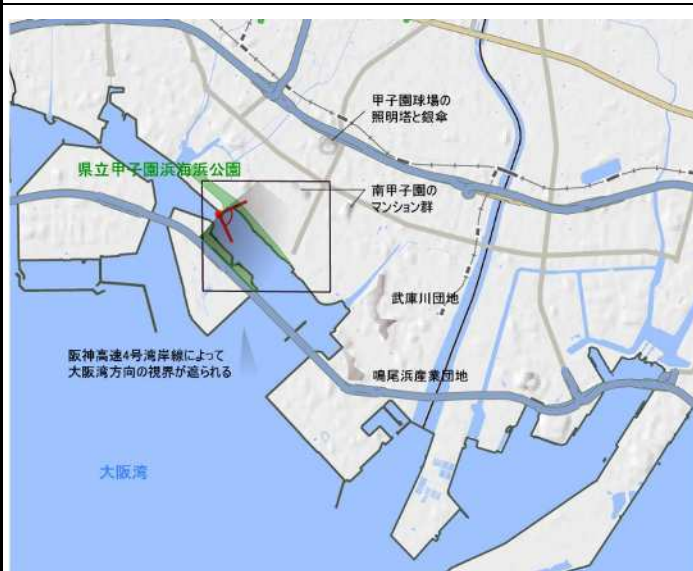 甲子園球場の
照明塔と銀傘
県立甲子園浜海浜公園
南甲子園の
マンション群
武庫川団地
阪神高速4号湾岸線によって
大阪湾方向の視界が遮られる
鳴尾浜産業団地
大阪湾